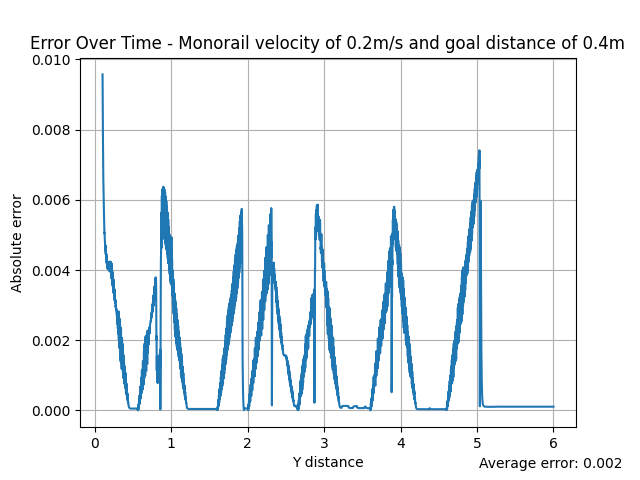 Error Over Time - Monorail velocity of 0.2m/s and goal distance of 0.4m
0.010
0.008
0.006
0.004
0.002
0.000
Absolute error
0 1 2 3 4 5 6
Y distance
Average error: 0.002